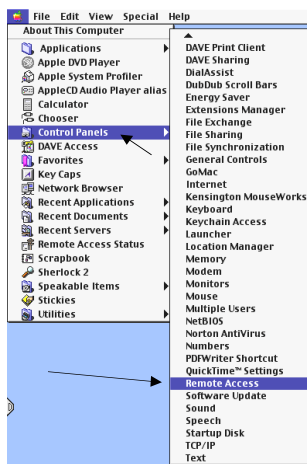 File Edit View Special Help
About This Computer
Applications
Apple DVD Player
Apple System Profiler
AppleCD Audio Player alias
Calculator
Chooser
Control Panels
DAVE Access
Favorites
Key Caps
Network Browser
Recent Applications
Recent Documents
Recent Servers
Remote Access Status
Scrapbook
Sherlock 2
Speakable Items
Stickies
Utilities
DAVE Print Client
DAVE Sharing
DialAssist
DubDub Scroll Bars
Energy Saver
Extensions Manager
File Exchange
File Sharing
File Synchronization
General Controls
GoMac
Internet
Kensington MouseWorks
Keyboard
Keychain Access
Launcher
Location Manager
Memory
Modem
Monitors
Mouse
Multiple Users
NetBIOS
Norton AntiVirus
Numbers
PDFWriter Shortcut
QuickTime™ Settings
Remote Access
Software Update
Sound
Speech
Startup Disk
TCP/IP
Text